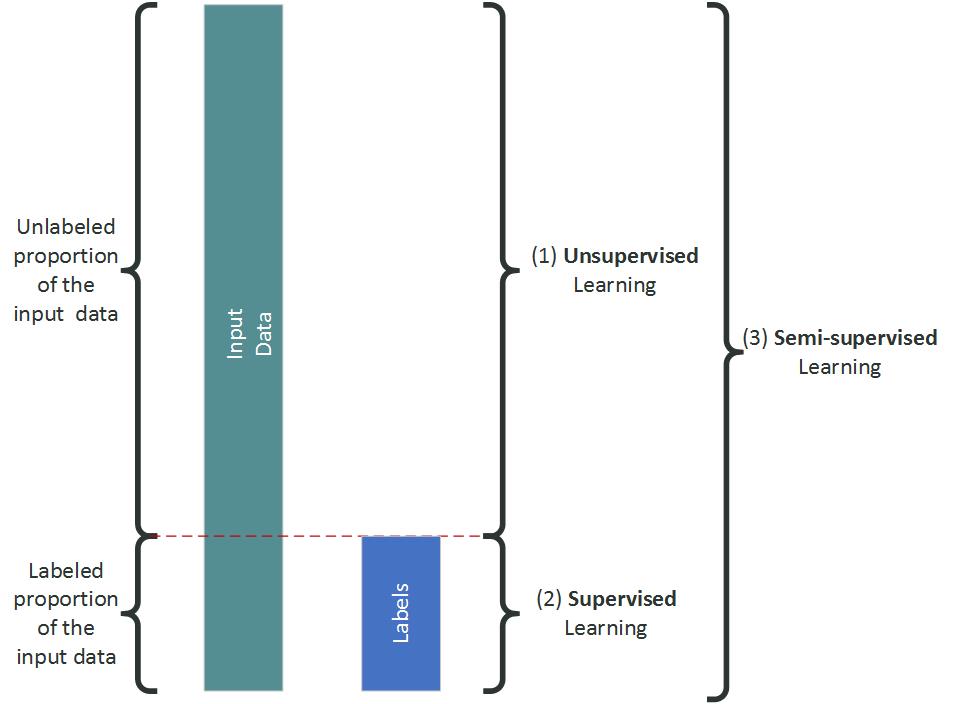 Unlabeled
proportion
of the
input data
Labeled
proportion
of the
input data
Input
Data
Labels
(1) Unsupervised
Learning
(2) Supervised
Learning
(3) Semi-supervised
Learning